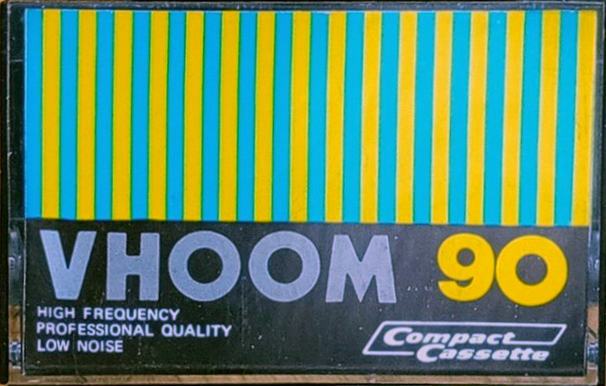 VHOOM 90
HIGH FREQUENCY
PROFESSIONAL QUALITY
LOW NOISE
Compact
Cassette